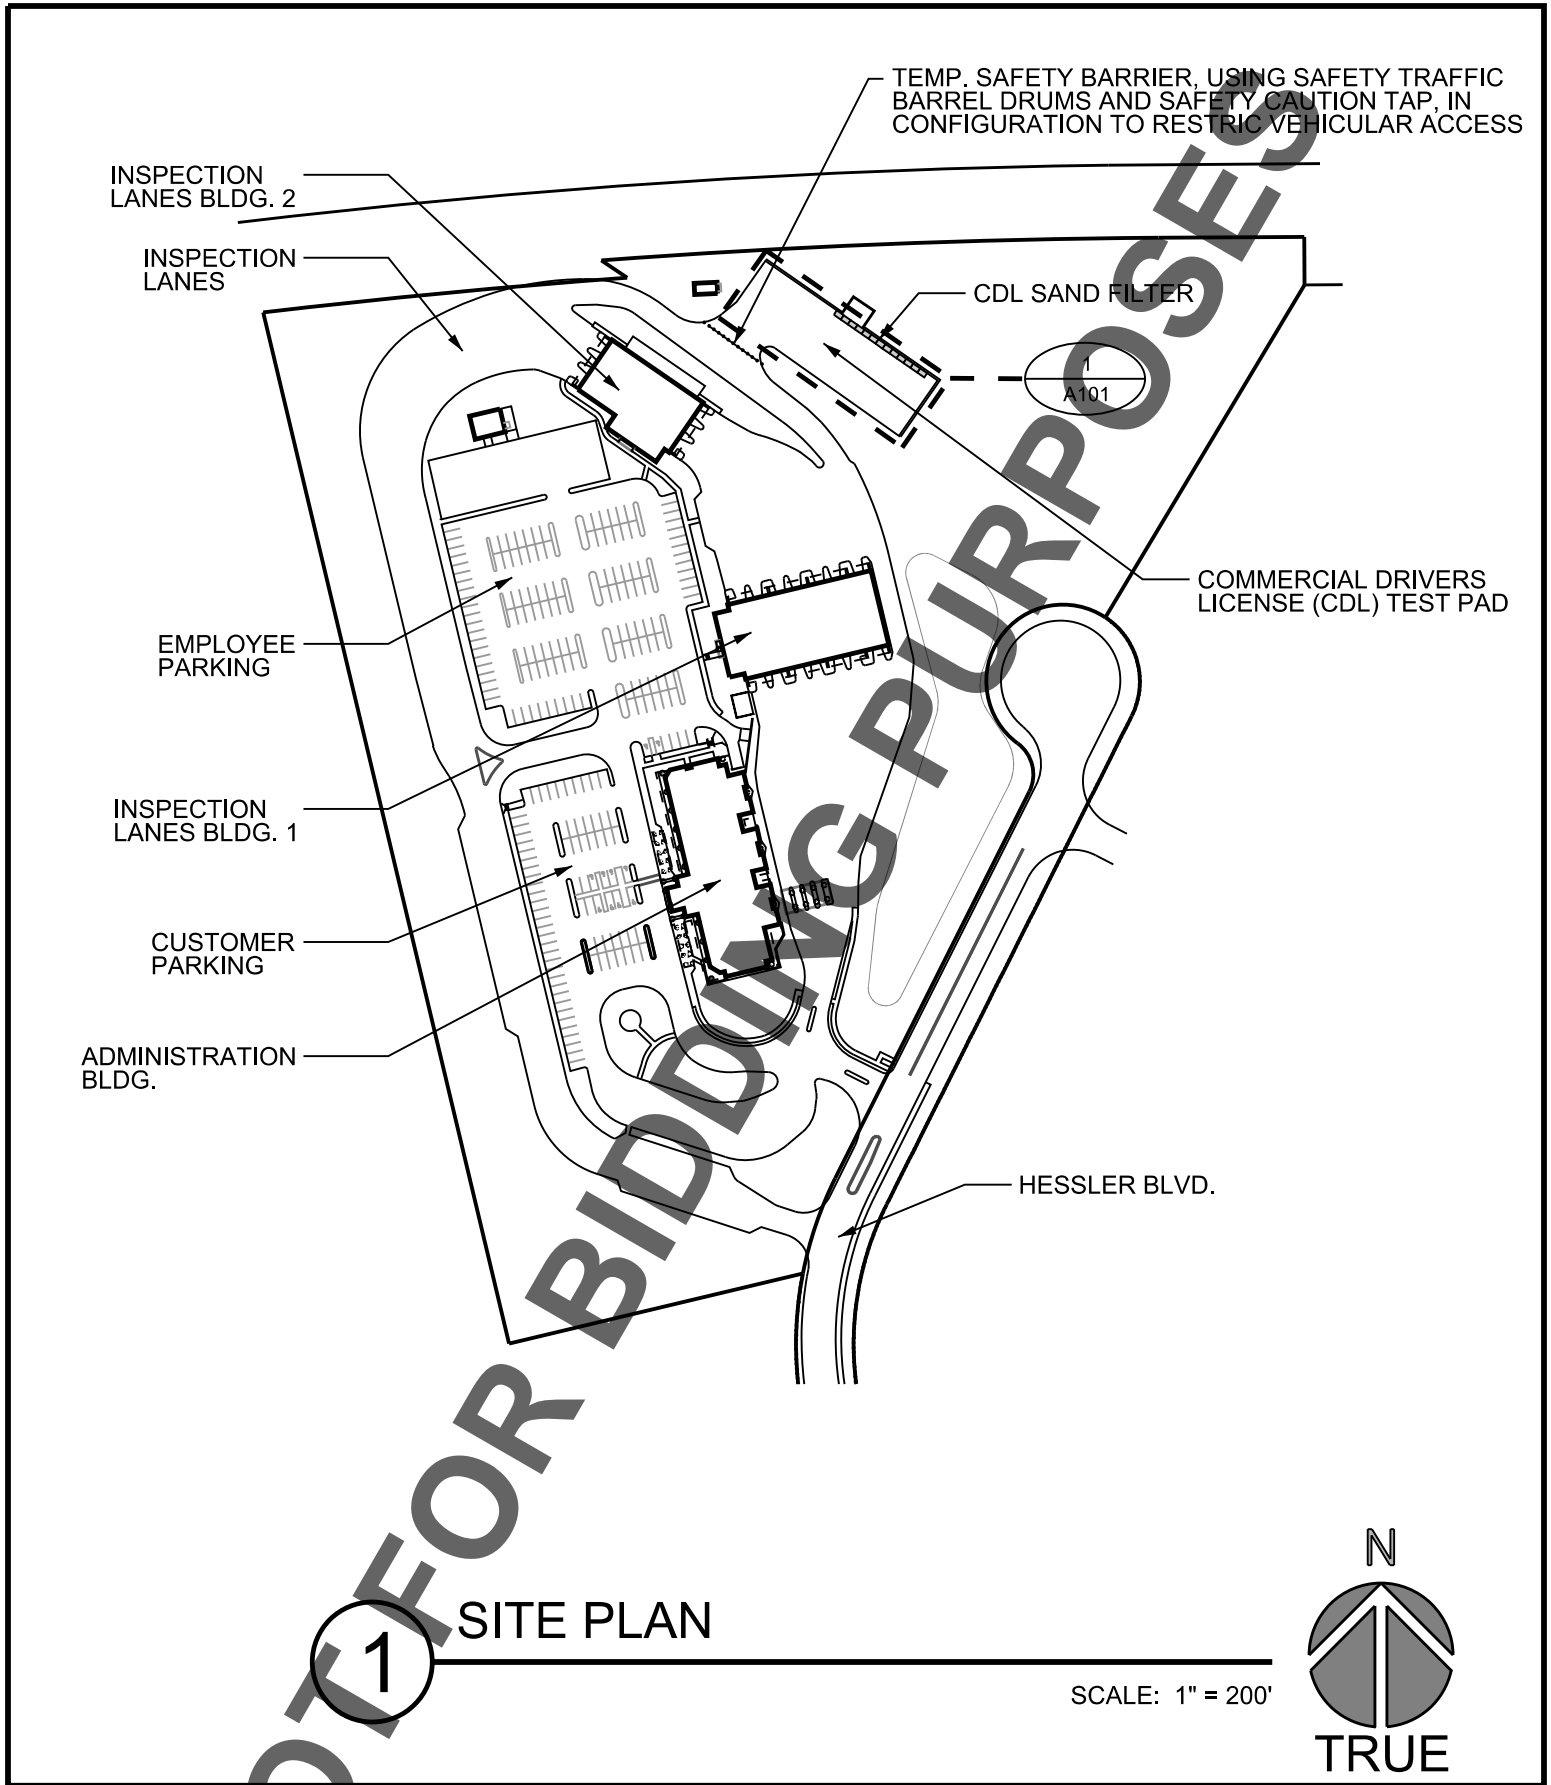 TEMP. SAFETY BARRIER, USING SAFETY TRAFFIC
BARREL DRUMS AND SAFETY CAUTION TAP, IN
CONFIGURATION TO RESTRIC VEHICULAR ACCESS
INSPECTION
LANES BLDG. 2
INSPECTION
LANES
CDL SAND FILTER
1
A101
COMMERCIAL DRIVERS
LICENSE (CDL) TEST PAD
EMPLOYEE
PARKING
INSPECTION
LANES BLDG. 1
CUSTOMER
PARKING
ADMINISTRATION
BLDG.
HESSLER BLVD.
OT FOR BIDDING PURPOSES
N
1
SITE PLAN
SCALE: 1" = 200'
TRUE